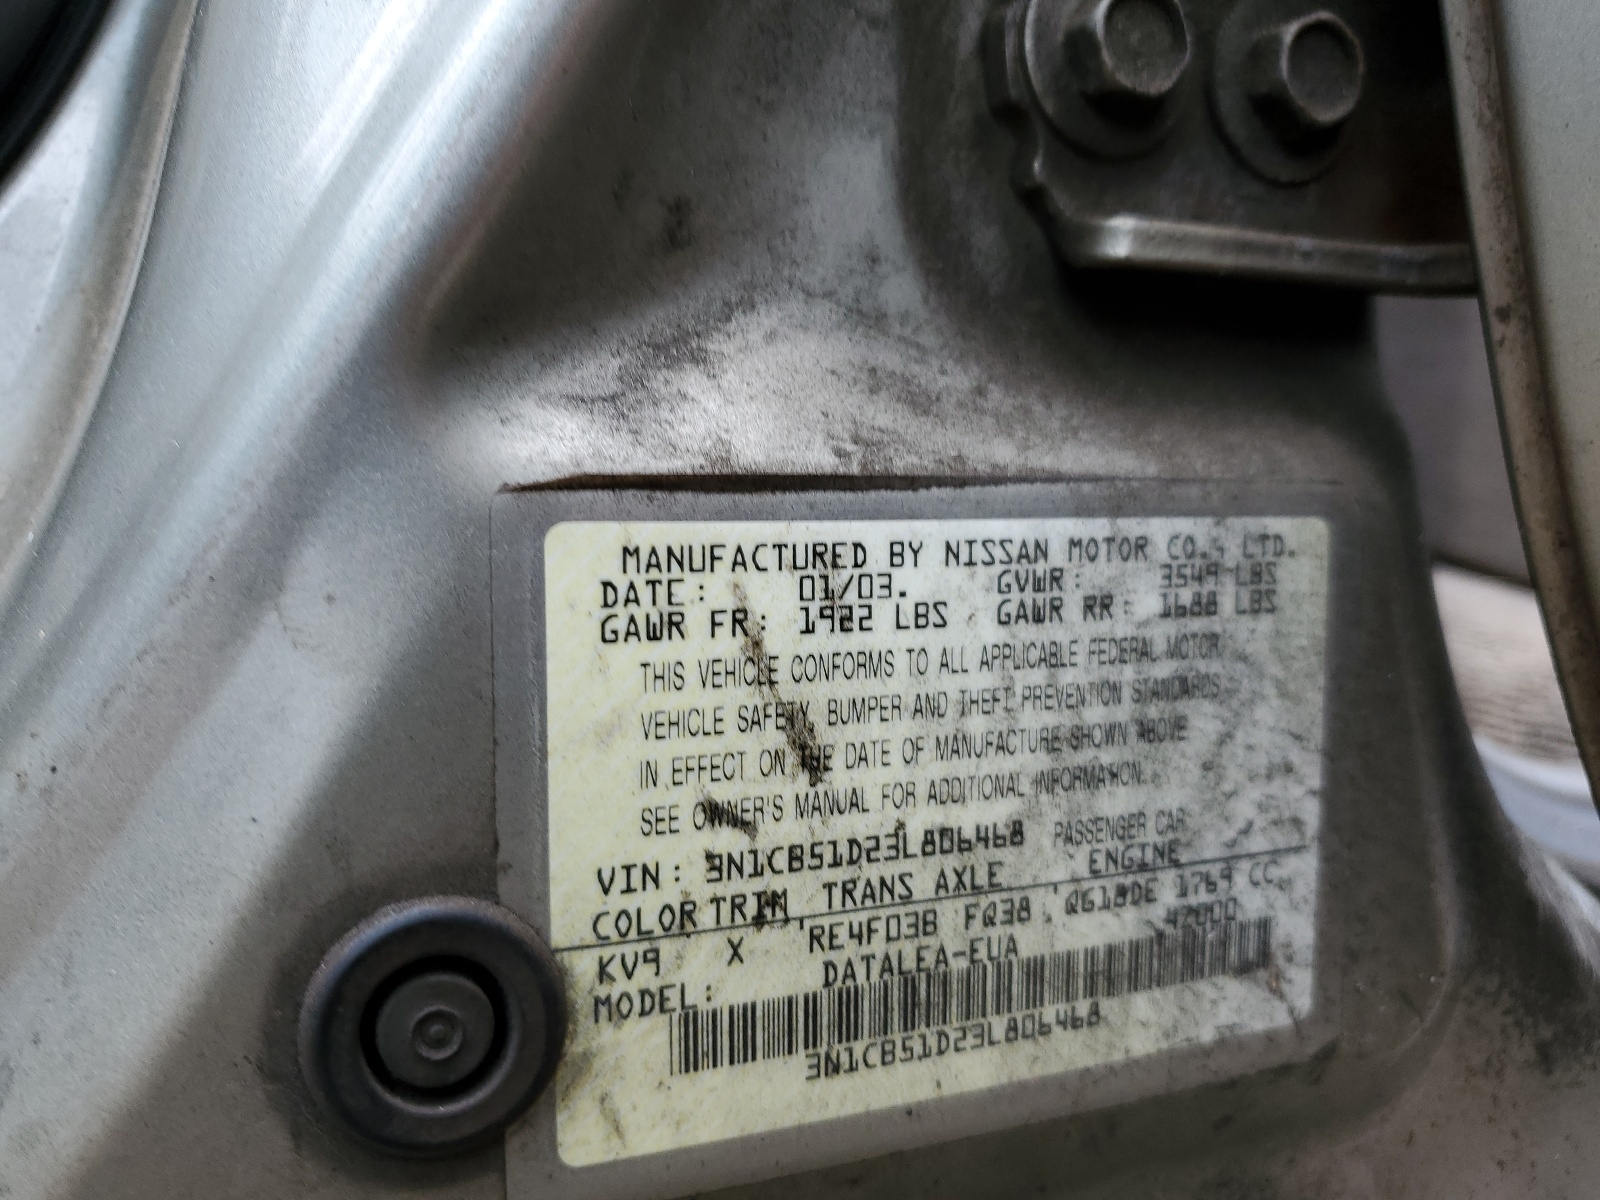 MANUFACTURED BY NISSAN MOTOR CO., LTD.
DATE: 01/03. GVWR: 3549 LBS
GAWR FR: 1922 LBS GAWR RR: 1688 LBS
THIS VEHICLE CONFORMS TO ALL APPLICABLE FEDERAL MOTOR
VEHICLE SAFETY, BUMPER AND THEFT PREVENTION STANDARDS
IN EFFECT ON THE DATE OF MANUFACTURE SHOWN ABOVE
SEE OWNER'S MANUAL FOR ADDITIONAL INFORMATION.
VIN: 3N1CB51D23L806468 PASSENGER CAR
COLOR TRIM TRANS AXLE ENGINE
KV9 X RE4F03B FQ38 QG18DE 1769 CC
MODEL: DATALEA-EUA 47000
3N1CB51D23L806468